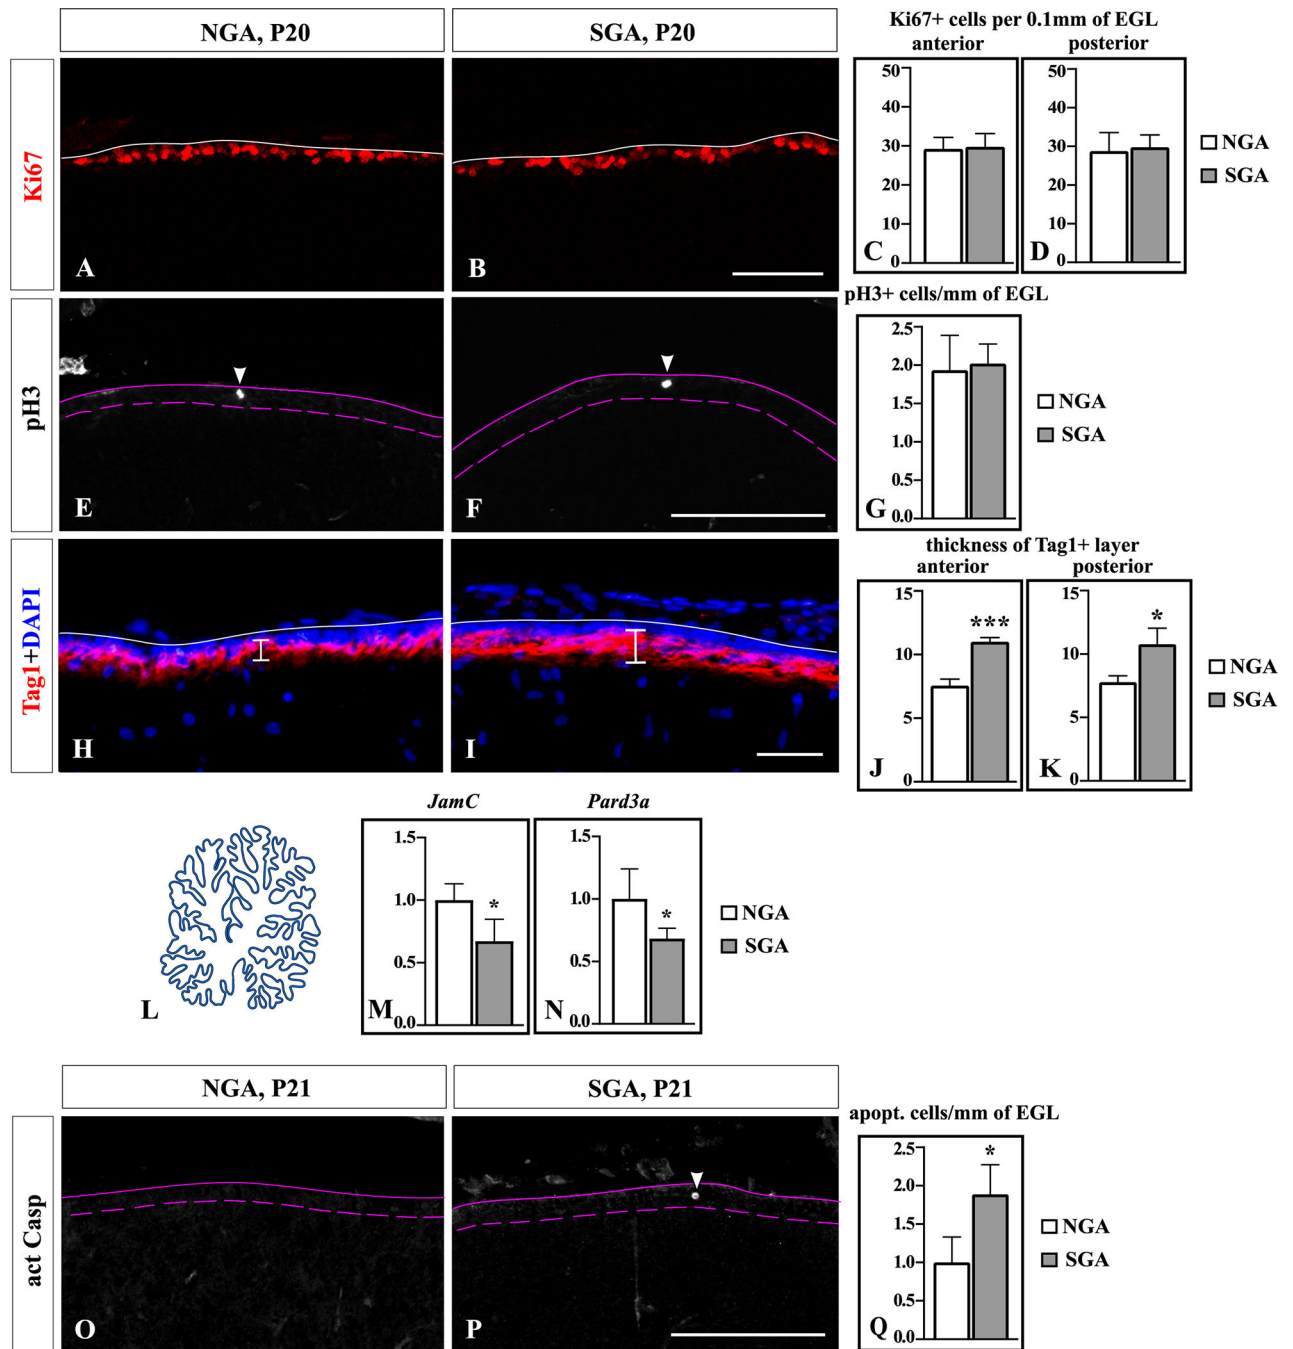 NGA, P20
SGA, P20
Ki67+ cells per 0.1mm of EGL
anterior
posterior
Ki67
A
B
50
40
30
20
10
0
C
50
40
30
20
10
0
D
NGA
SGA
pH3
E
F
pH3+ cells/mm of EGL
2.5
2.0
1.5
1.0
0.5
0.0
G
NGA
SGA
Tag1+DAPI
H
I
thickness of Tag1+ layer
anterior
posterior
15
10
5
0
***
J
15
10
5
0
*
K
NGA
SGA
L
JamC
1.5
1.0
0.5
0.0
*
M
Pard3a
1.5
1.0
0.5
0.0
*
N
NGA
SGA
NGA, P21
SGA, P21
act Casp
O
P
apopt. cells/mm of EGL
2.5
2.0
1.5
1.0
0.5
0.0
*
Q
NGA
SGA